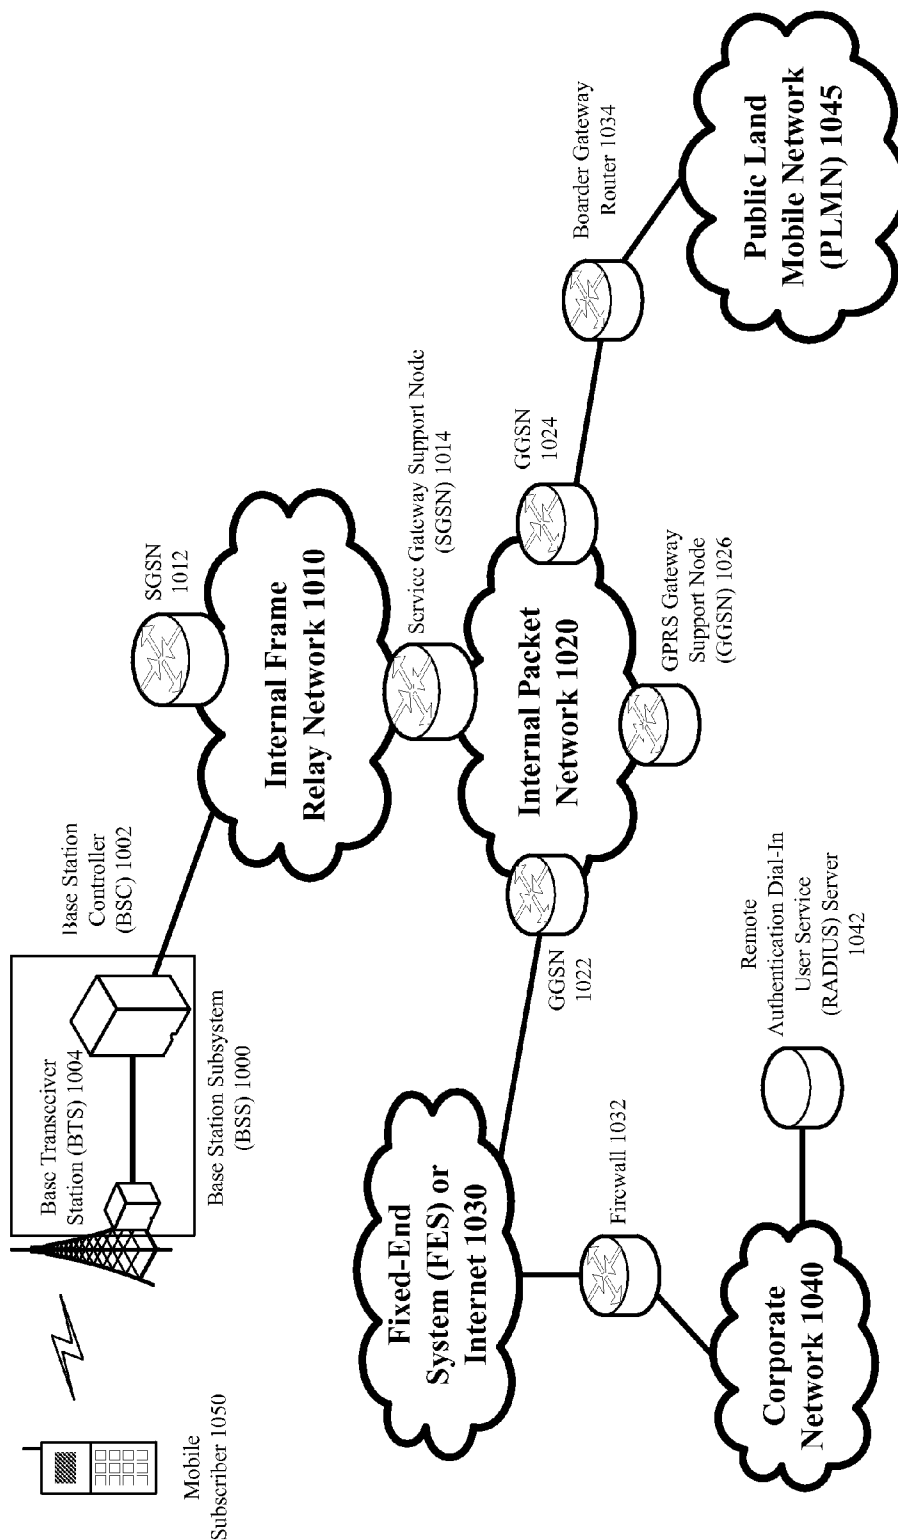 Mobile
Subscriber 1050
Base Transceiver
Station (BTS) 1004
Base Station Subsystem
(BSS) 1000
Base Station
Controller
(BSC) 1002
SGSN
1012
Internal Frame
Relay Network 1010
Service Gateway Support Node
(SGSN) 1014
Fixed-End
System (FES) or
Internet 1030
GGSN
1022
Internal Packet
Network 1020
GGSN
1024
GPRS Gateway
Support Node
(GGSN) 1026
Boarder Gateway
Router 1034
Public Land
Mobile Network
(PLMN) 1045
Firewall 1032
Corporate
Network 1040
Remote
Authentication Dial-In
User Service
(RADIUS) Server
1042